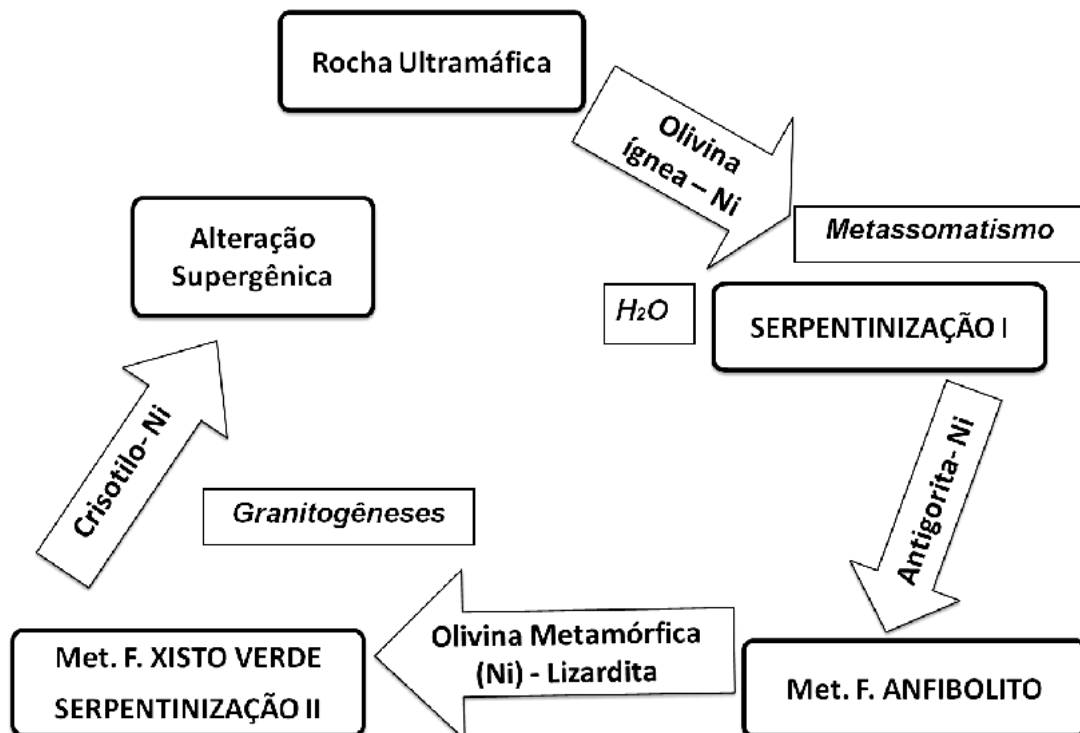 Rocha Ultramáfica
Olivina
ígnea – Ni
Metassomatismo
H₂O
SERPENTINIZAÇÃO I
Antigorita- Ni
Met. F. ANFIBOLITO
Olivina Metamórfica
(Ni) - Lizardita
Met. F. XISTO VERDE
SERPENTINIZAÇÃO II
Granitogêneses
Crisotilo- Ni
Alteração
Supergênica